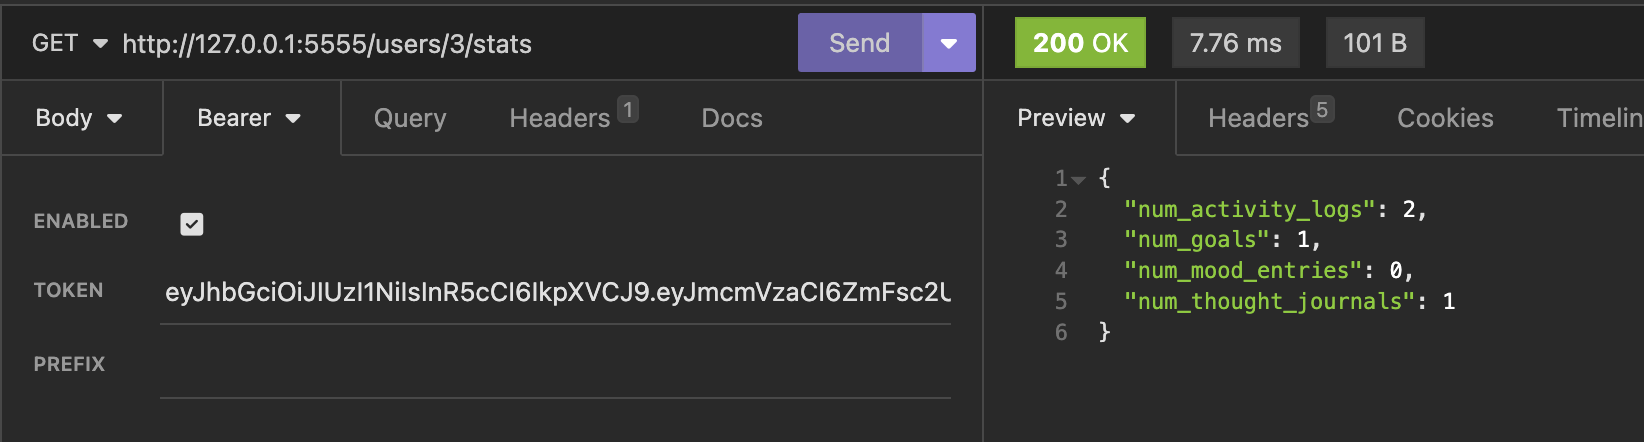 GET http://127.0.0.1:5555/users/3/stats Send
200 OK 7.76 ms 101 B
Body Bearer Query Headers 1 Docs
Preview Headers 5 Cookies Timelin
ENABLED
TOKEN eyJhbGciOiJIUzI1NiIsInR5cCI6IkpXVCJ9.eyJmcmVzaCI6ZmFsc2U
PREFIX
1 {
2 "num_activity_logs": 2,
3 "num_goals": 1,
4 "num_mood_entries": 0,
5 "num_thought_journals": 1
6 }